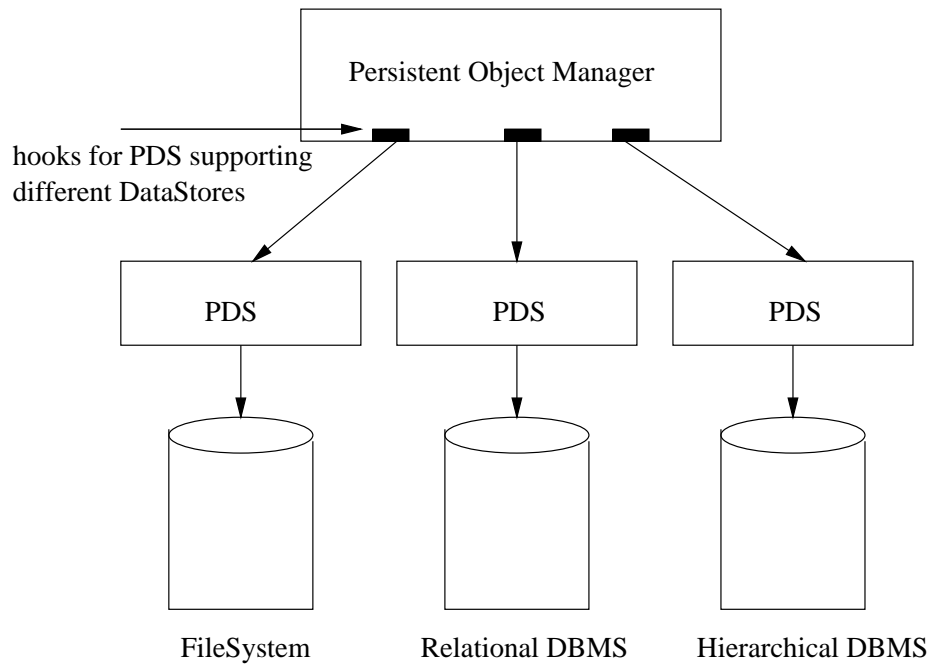 Persistent Object Manager
hooks for PDS supporting
different DataStores
PDS
PDS
PDS
FileSystem
Relational DBMS
Hierarchical DBMS